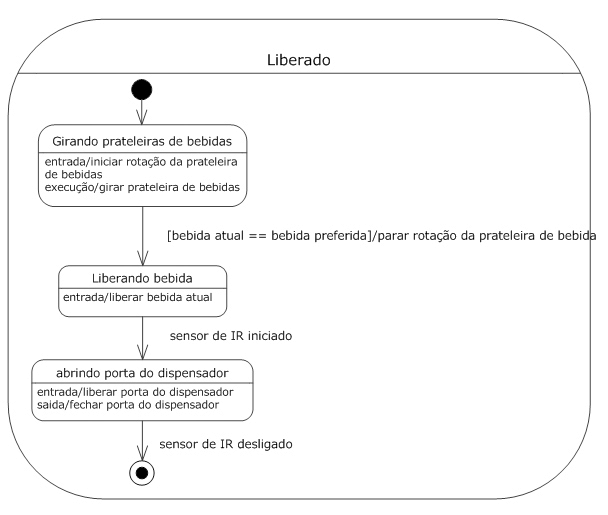 Liberado
Girando prateleiras de bebidas
entrada/iniciar rotação da prateleira
de bebidas
execução/girar prateleira de bebidas
[bebida atual == bebida preferida]/parar rotação da prateleira de bebida
Liberando bebida
entrada/liberar bebida atual
sensor de IR iniciado
abrindo porta do dispensador
entrada/liberar porta do dispensador
saida/fechar porta do dispensador
sensor de IR desligado